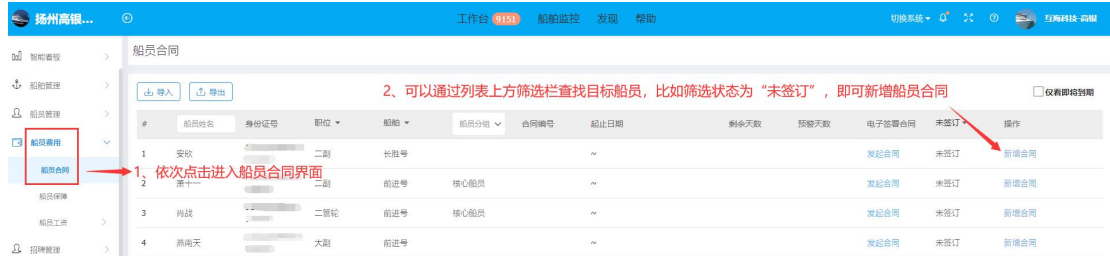 扬州高银...
工作台 9151 船舶监控 发现 帮助
切换系统 互海科技-高银
智能看板
船舶管理
船员管理
船员费用
船员合同
船员保障
船员工资
招聘管理
船员合同
导入 导出
2、可以通过列表上方筛选栏查找目标船员，比如筛选状态为“未签订”，即可新增船员合同
仅看即将到期
# 船员姓名 身份证号 职位 船舶 船员分组 合同编号 起止日期 剩余天数 预警天数 电子签署合同 未签订 操作
1 安欣 二副 长胜号 ~ 发起合同 未签订 新增合同
1、依次点击进入船员合同界面
2 萧十一 二副 前进号 核心船员 ~ 发起合同 未签订 新增合同
3 肖战 二管轮 前进号 核心船员 ~ 发起合同 未签订 新增合同
4 燕南天 大副 前进号 ~ 发起合同 未签订 新增合同